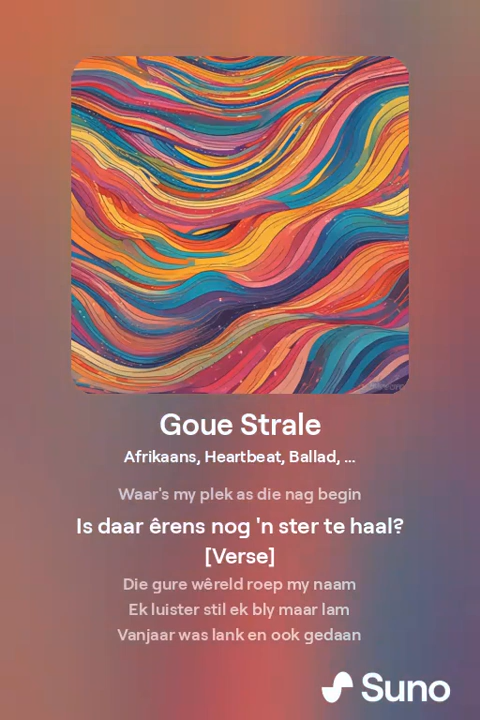 Goue Strale
Afrikaans, Heartbeat, Ballad, ...
Waar's my plek as die nag begin
Is daar êrens nog 'n ster te haal?
[Verse]
Die gure wêreld roep my naam
Ek luister stil ek bly maar lam
Vanjaar was lank en ook gedaan
Suno